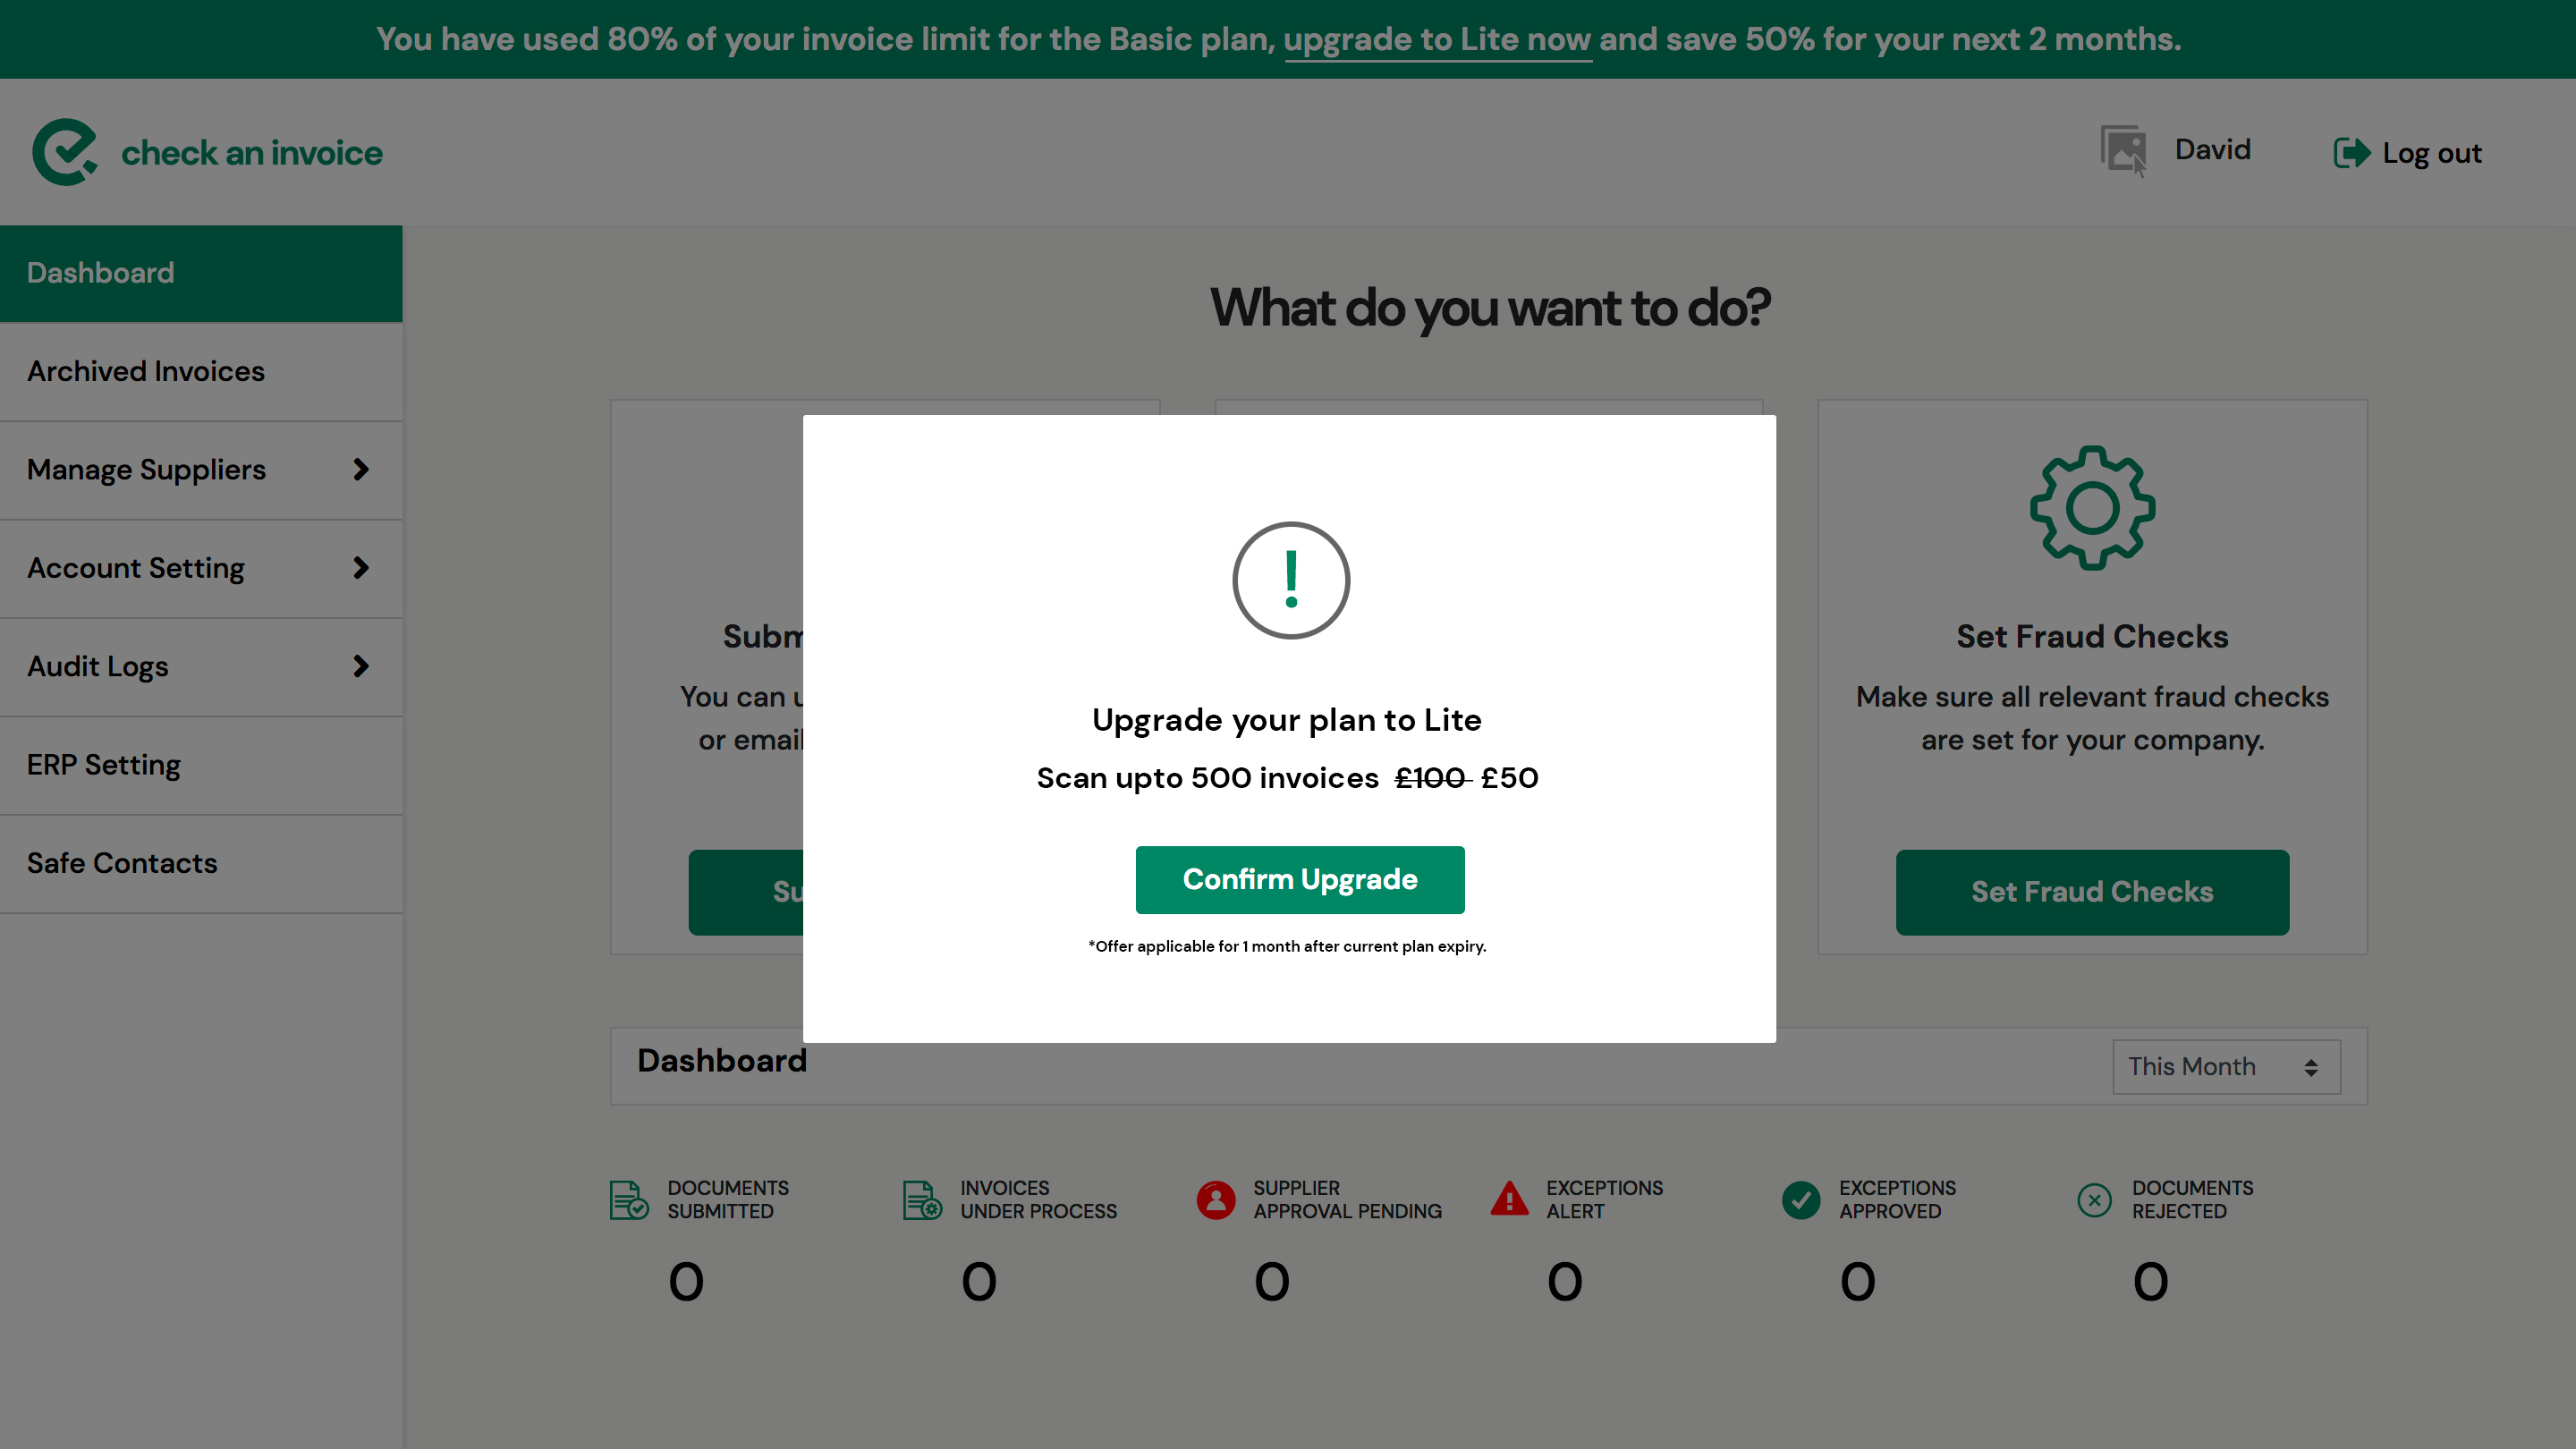 You have used 80% of your invoice limit for the Basic plan, upgrade to Lite now and save 50% for your next 2 months.
check an invoice
David
Log out
Dashboard
Archived Invoices
Manage Suppliers
Account Setting
Audit Logs
ERP Setting
Safe Contacts
What do you want to do?
You can
or email
Set Fraud Checks
Make sure all relevant fraud checks
are set for your company.
Set Fraud Checks
!
Upgrade your plan to Lite
Scan upto 500 invoices £100 £50
Confirm Upgrade
*Offer applicable for 1 month after current plan expiry.
Dashboard
This Month
DOCUMENTS
SUBMITTED
0
INVOICES
UNDER PROCESS
0
SUPPLIER
APPROVAL PENDING
0
EXCEPTIONS
ALERT
0
EXCEPTIONS
APPROVED
0
DOCUMENTS
REJECTED
0